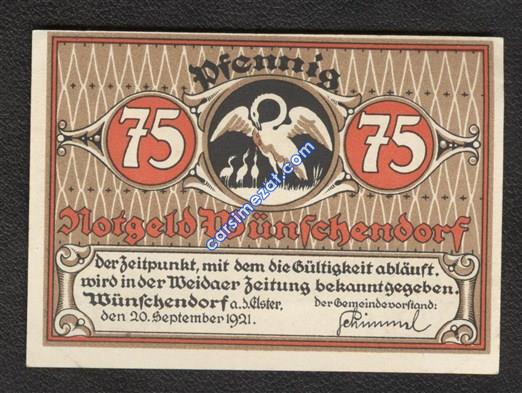 Pfennig
75 75
Notgeld Wünschendorf
der Zeitpunkt, mit dem die Gültigkeit abläuft.
wird in der Weidaer Zeitung bekanntgegeben.
Wünschendorf a.d. Elster, der Gemeindevorstand:
den 20. September 1921. Schimmel
carsimezat.com